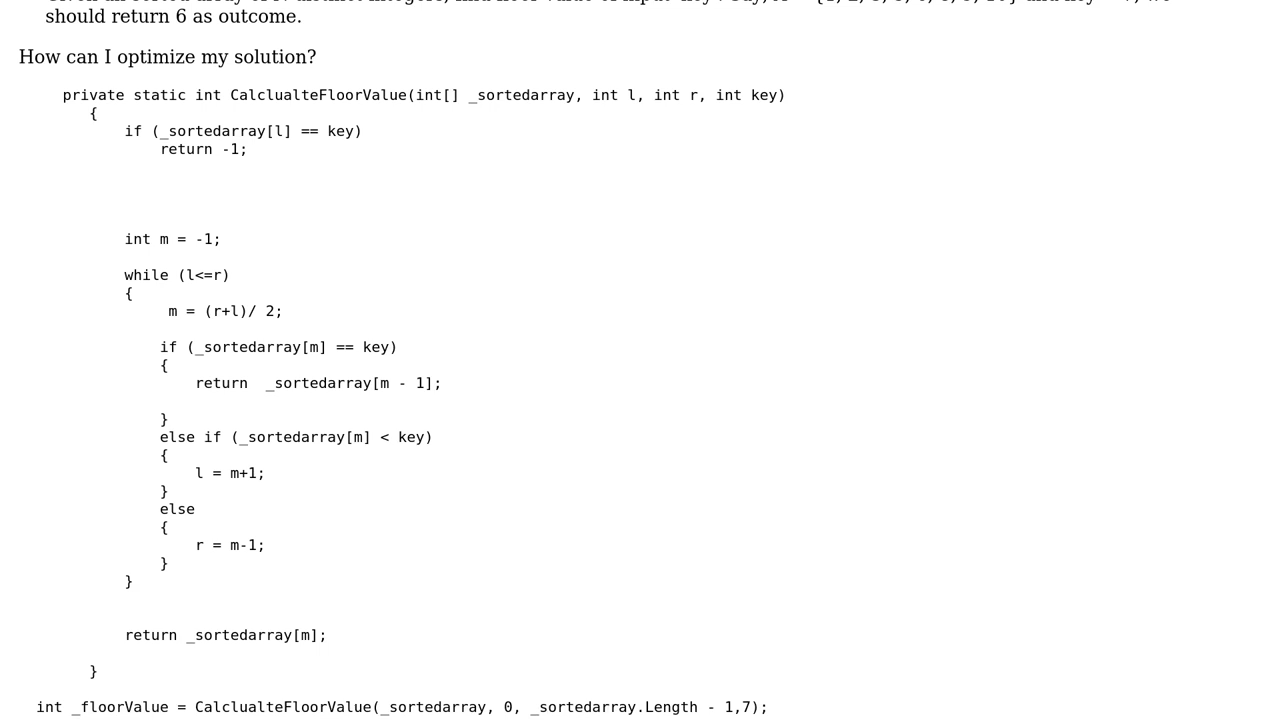 should return 6 as outcome.
How can I optimize my solution?
private static int CalclualteFloorValue(int[] _sortedarray, int l, int r, int key)
{
if (_sortedarray[l] == key)
return -1;
int m = -1;
while (l<=r)
{
m = (r+l)/ 2;
if (_sortedarray[m] == key)
{
return  _sortedarray[m - 1];
}
else if (_sortedarray[m] < key)
{
l = m+1;
}
else
{
r = m-1;
}
}
return _sortedarray[m];
}
int _floorValue = CalclualteFloorValue(_sortedarray, 0, _sortedarray.Length - 1,7);